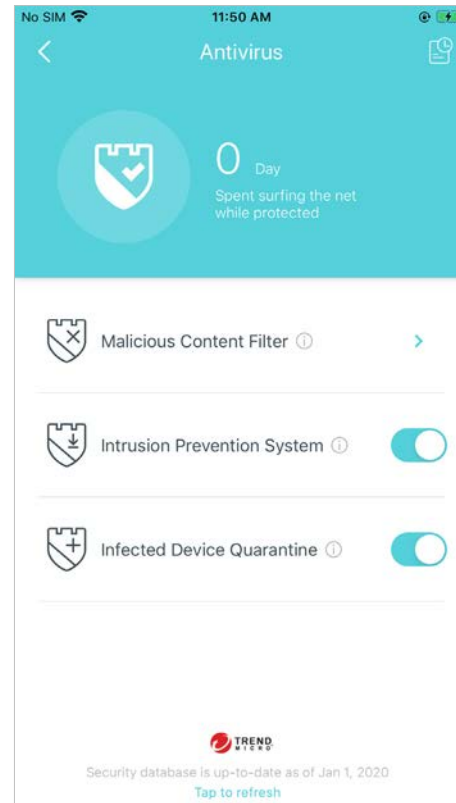 No SIM 11:50 AM
Antivirus
0 Day
Spent surfing the net
while protected
Malicious Content Filter
Intrusion Prevention System
Infected Device Quarantine
TREND
MICRO
Security database is up-to-date as of Jan 1, 2020
Tap to refresh